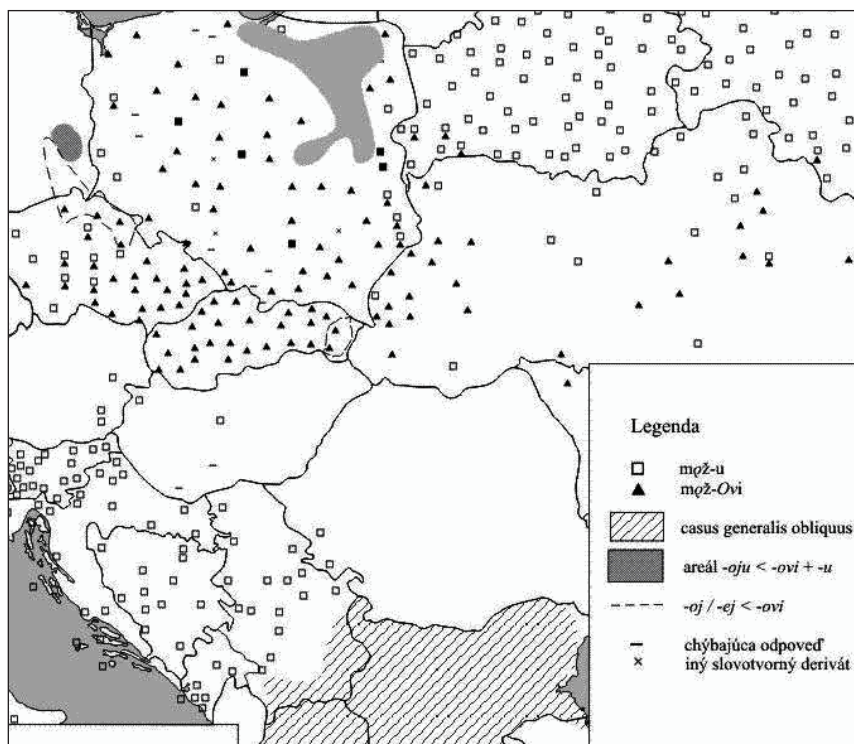 Legenda
mǫž-u
mǫž-Ovi
casus generalis obliquus
areál -oju < -ovi + -u
-oj / -ej < -ovi
chýbajúca odpoveď
iný slovotvorný derivát